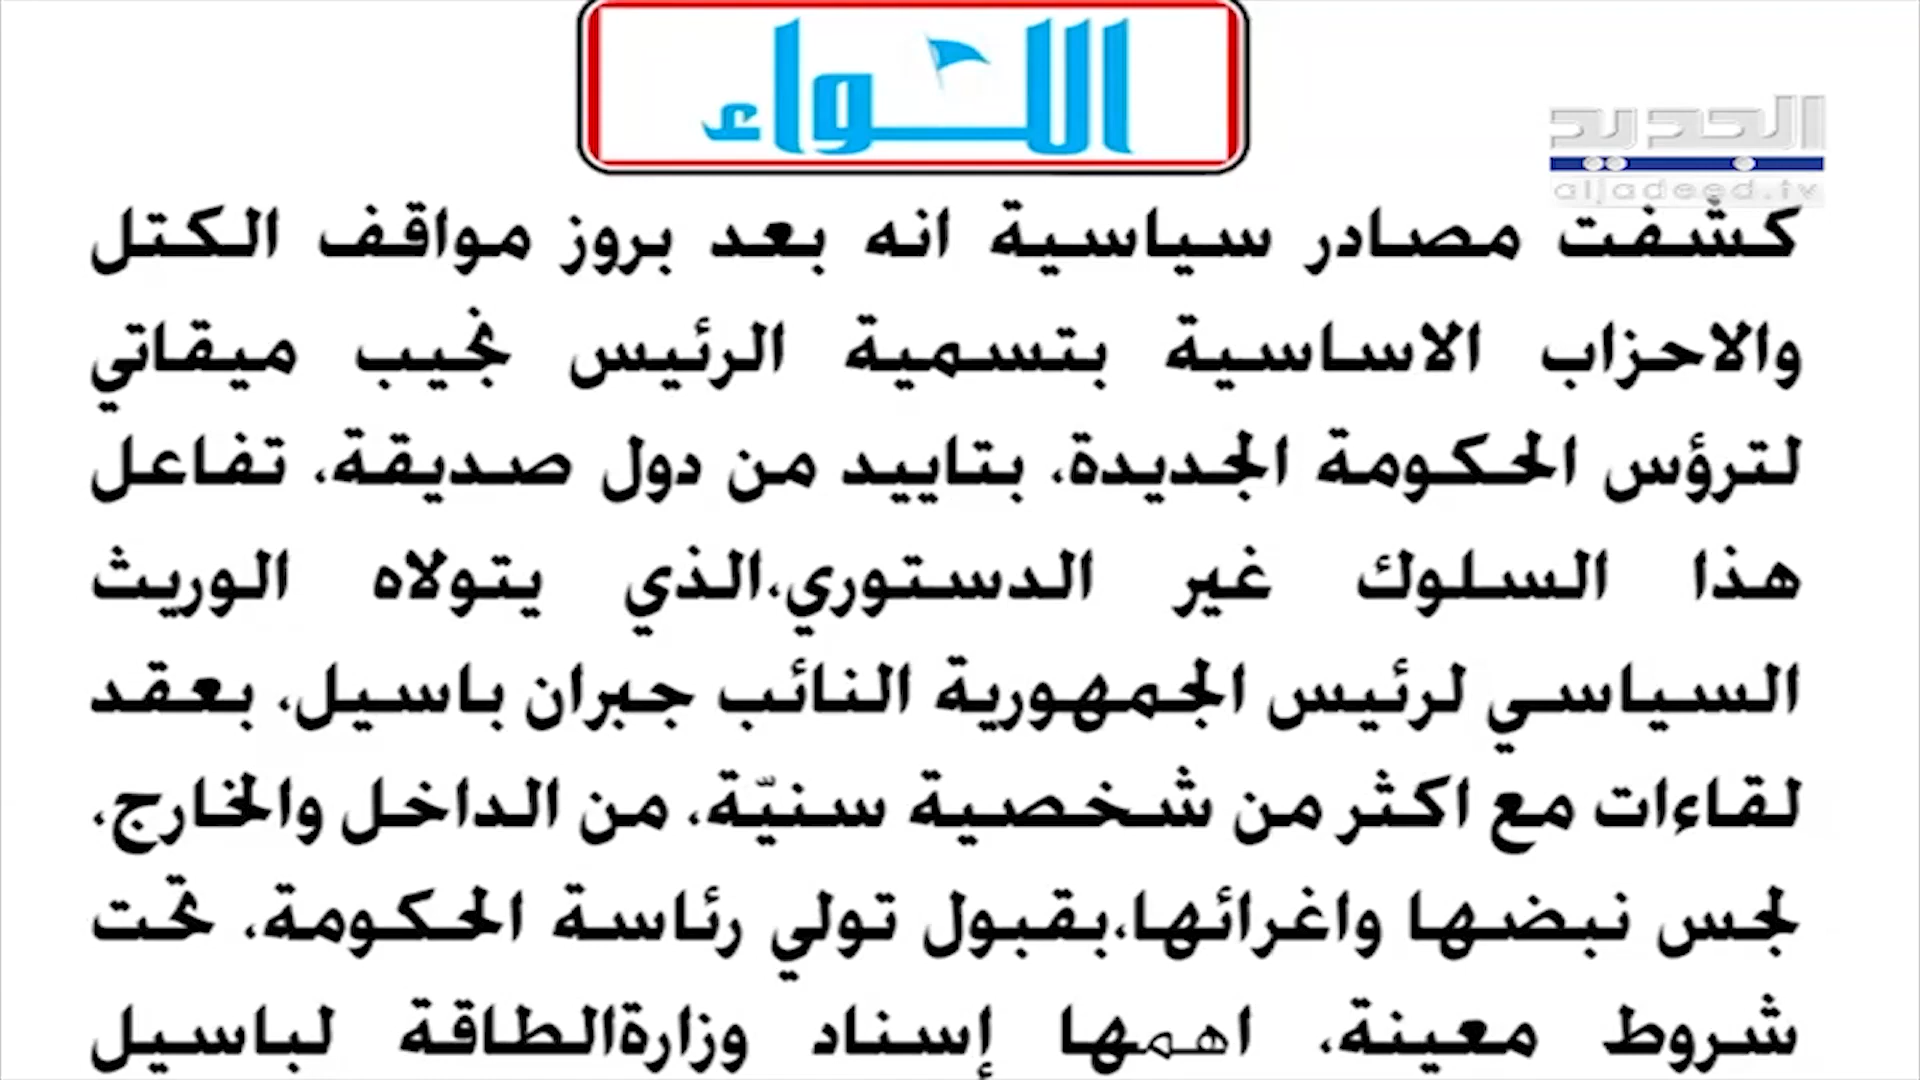 اللواء
الجديد
aljadeed.tv
كشفت مصادر سياسية انه بعد بروز مواقف الكتل
والاحزاب الاساسية بتسمية الرئيس نجيب ميقاتي
لترؤس الحكومة الجديدة، بتاييد من دول صديقة، تفاعل
هذا السلوك غير الدستوري،الذي يتولاه الوريث
السياسي لرئيس الجمهورية النائب جبران باسيل، بعقد
لقاءات مع اكثر من شخصية سنيّة، من الداخل والخارج،
لجس نبضها واغرائها،بقبول تولي رئاسة الحكومة، تحت
شروط معينة، اهمها إسناد وزارةالطاقة لباسيل